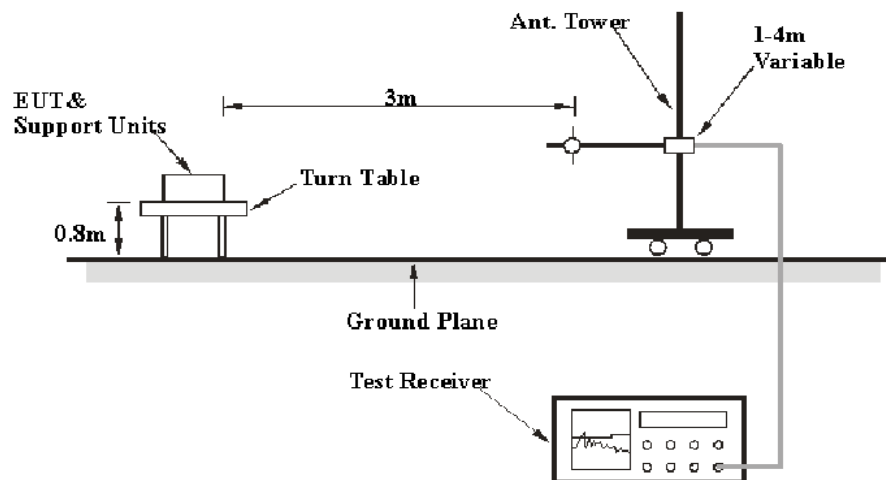 Ant. Tower
1-4m
Variable
3m
EUT&
Support Units
Turn Table
0.8m
Ground Plane
Test Receiver